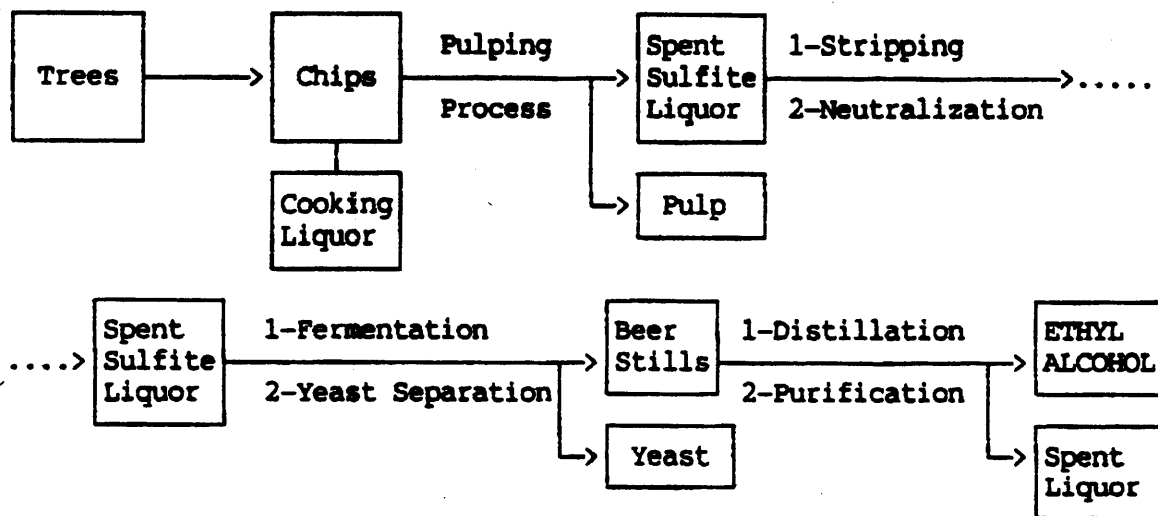 Trees
Chips
Pulping
Process
Spent
Sulfite
Liquor
1-Stripping
2-Neutralization
.....
Cooking
Liquor
Pulp
....
Spent
Sulfite
Liquor
1-Fermentation
2-Yeast Separation
Beer
Stills
1-Distillation
2-Purification
ETHYL
ALCOHOL
Yeast
Spent
Liquor